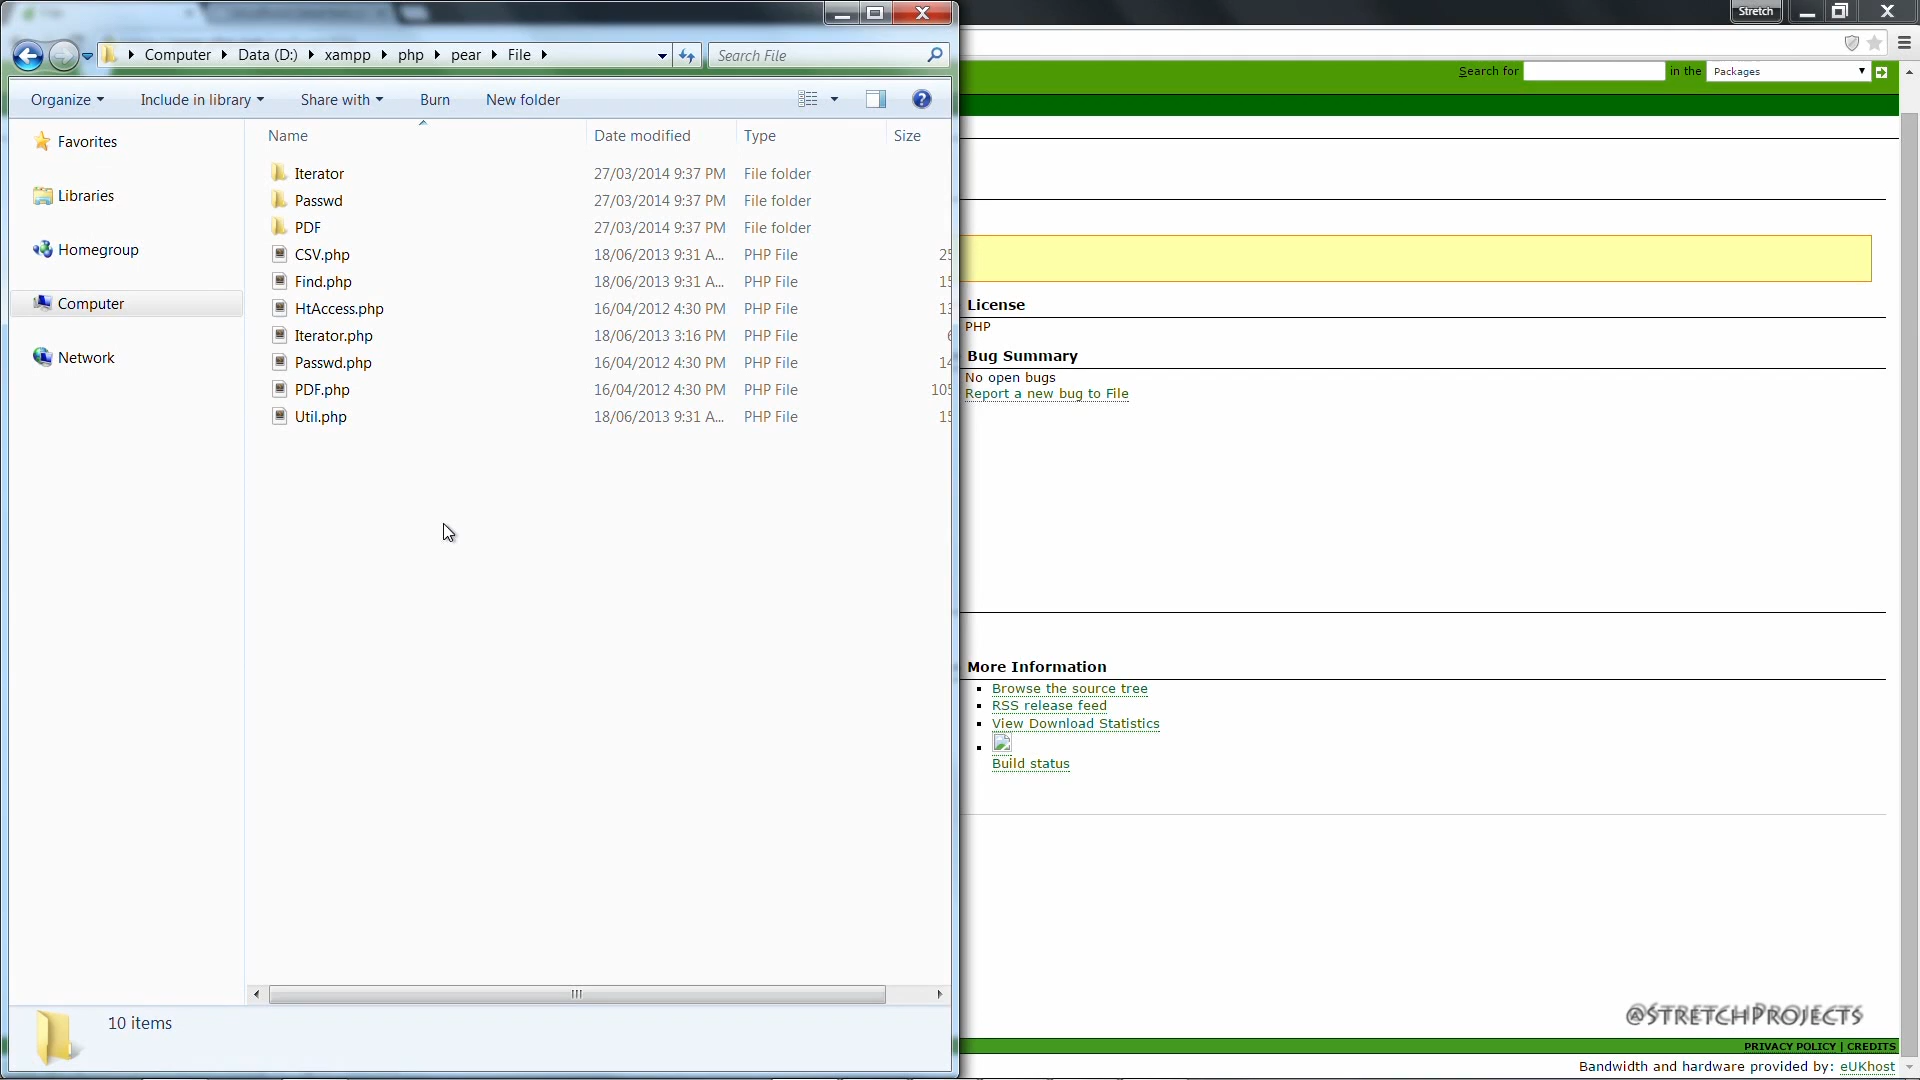 Computer Data (D:) xampp php pear File
Search File
Organize Include in library Share with Burn New folder
Favorites
Libraries
Homegroup
Computer
Network
Name Date modified Type Size
Iterator 27/03/2014 9:37 PM File folder
Passwd 27/03/2014 9:37 PM File folder
PDF 27/03/2014 9:37 PM File folder
CSV.php 18/06/2013 9:31 A... PHP File 25
Find.php 18/06/2013 9:31 A... PHP File 15
HtAccess.php 16/04/2012 4:30 PM PHP File 13
Iterator.php 18/06/2013 3:16 PM PHP File 6
Passwd.php 16/04/2012 4:30 PM PHP File 14
PDF.php 16/04/2012 4:30 PM PHP File 105
Util.php 18/06/2013 9:31 A... PHP File 15
10 items
Stretch
Search for in the Packages
License
PHP
Bug Summary
No open bugs
Report a new bug to File
More Information
Browse the source tree
RSS release feed
View Download Statistics
Build status
@StretchProjects
PRIVACY POLICY | CREDITS
Bandwidth and hardware provided by: eUKhost